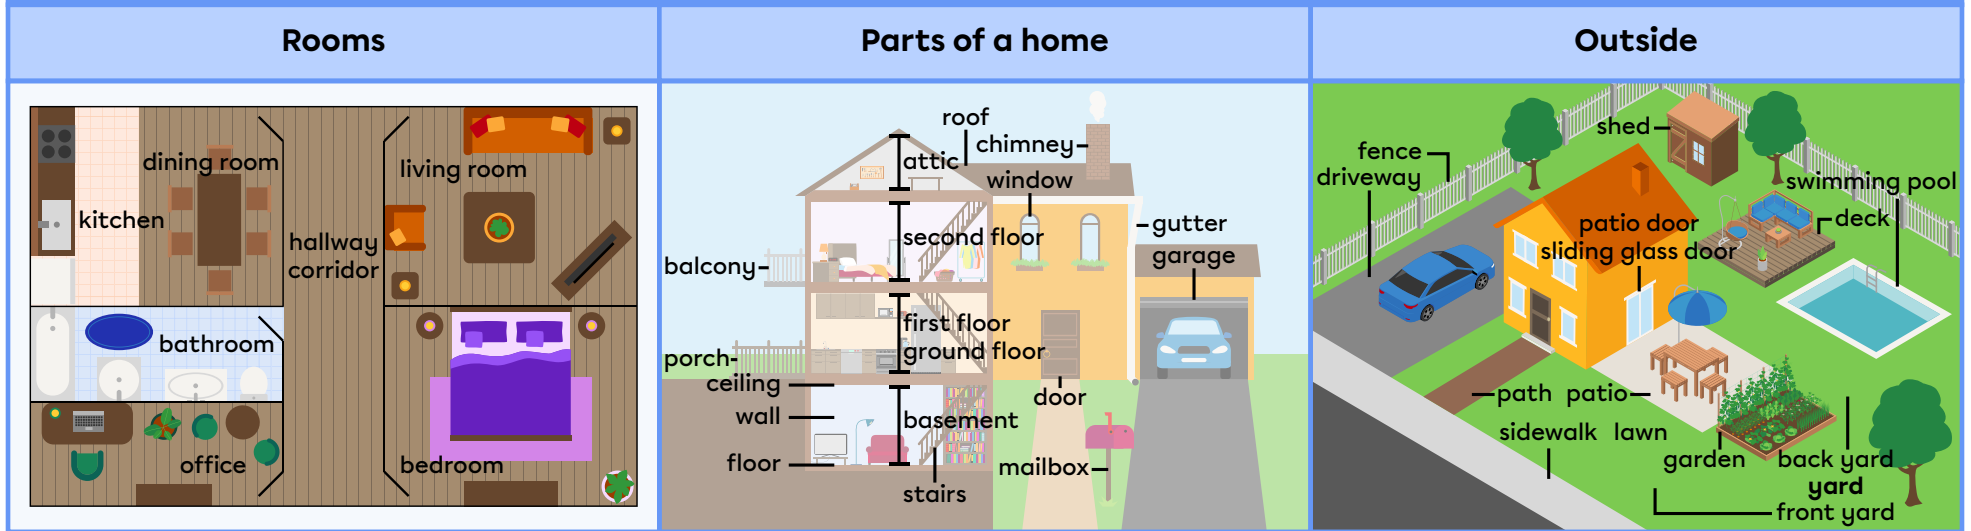 Rooms
Parts of a home
Outside
dining room
living room
kitchen
hallway
corridor
bathroom
office
bedroom
roof
chimney
attic
window
second floor
gutter
garage
balcony
first floor
ground floor
porch
ceiling
wall
door
basement
floor
mailbox
stairs
shed
fence
driveway
swimming pool
patio door
deck
sliding glass door
path patio
sidewalk lawn
garden
back yard
yard
front yard